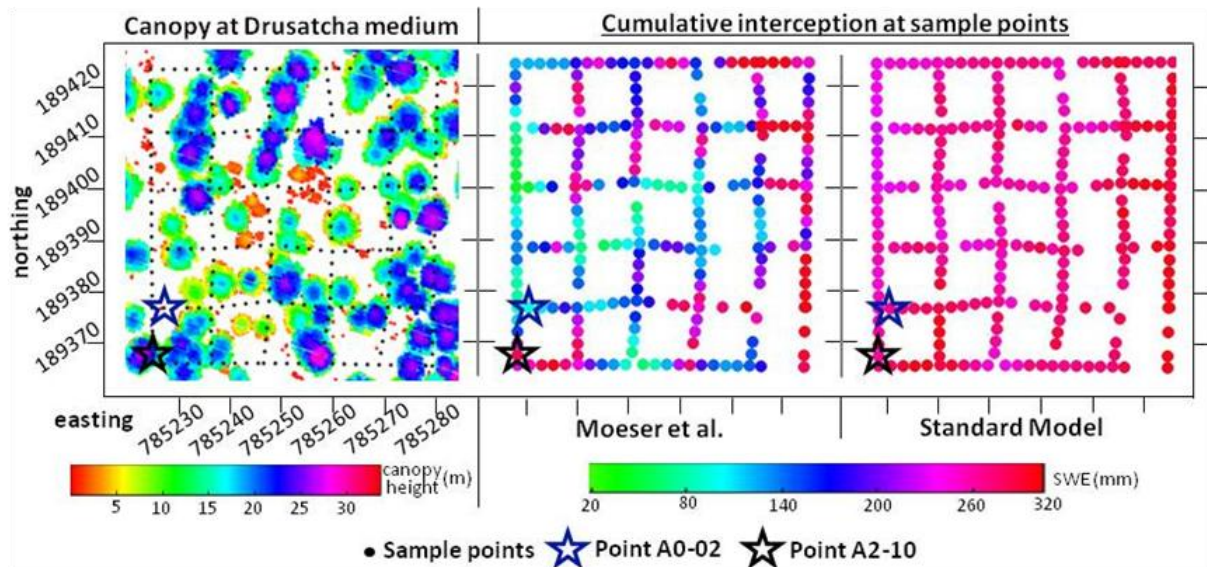 Canopy at Drusatcha medium
Cumulative interception at sample points
northing
189420
189410
189400
189390
189380
189370
easting
785230
785240
785250
785260
785270
785280
Moeser et al.
Standard Model
canopy
height (m)
5 10 15 20 25 30
SWE (mm)
20 80 140 200 260 320
Sample points
Point A0-02
Point A2-10